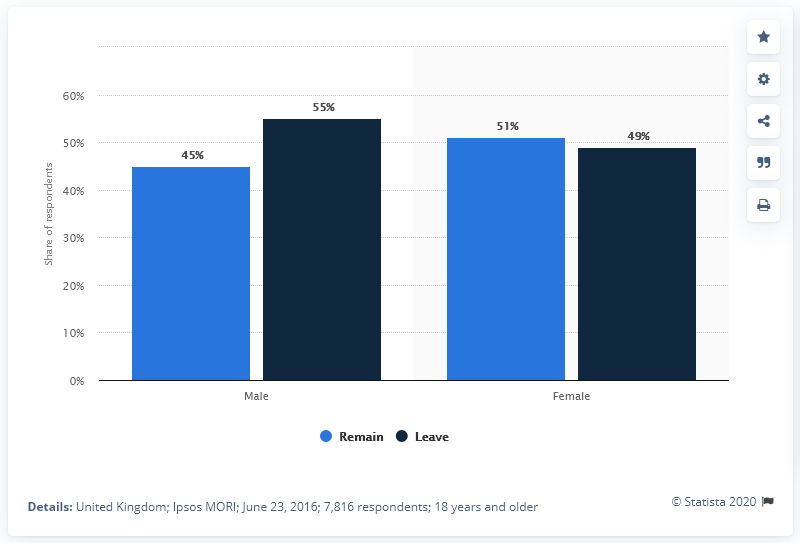 60%
50%
40%
30%
20%
10%
0%
Share of respondents
45%
55%
51%
49%
Male
Female
Remain
Leave
Details: United Kingdom; Ipsos MORI; June 23, 2016; 7,816 respondents; 18 years and older
© Statista 2020